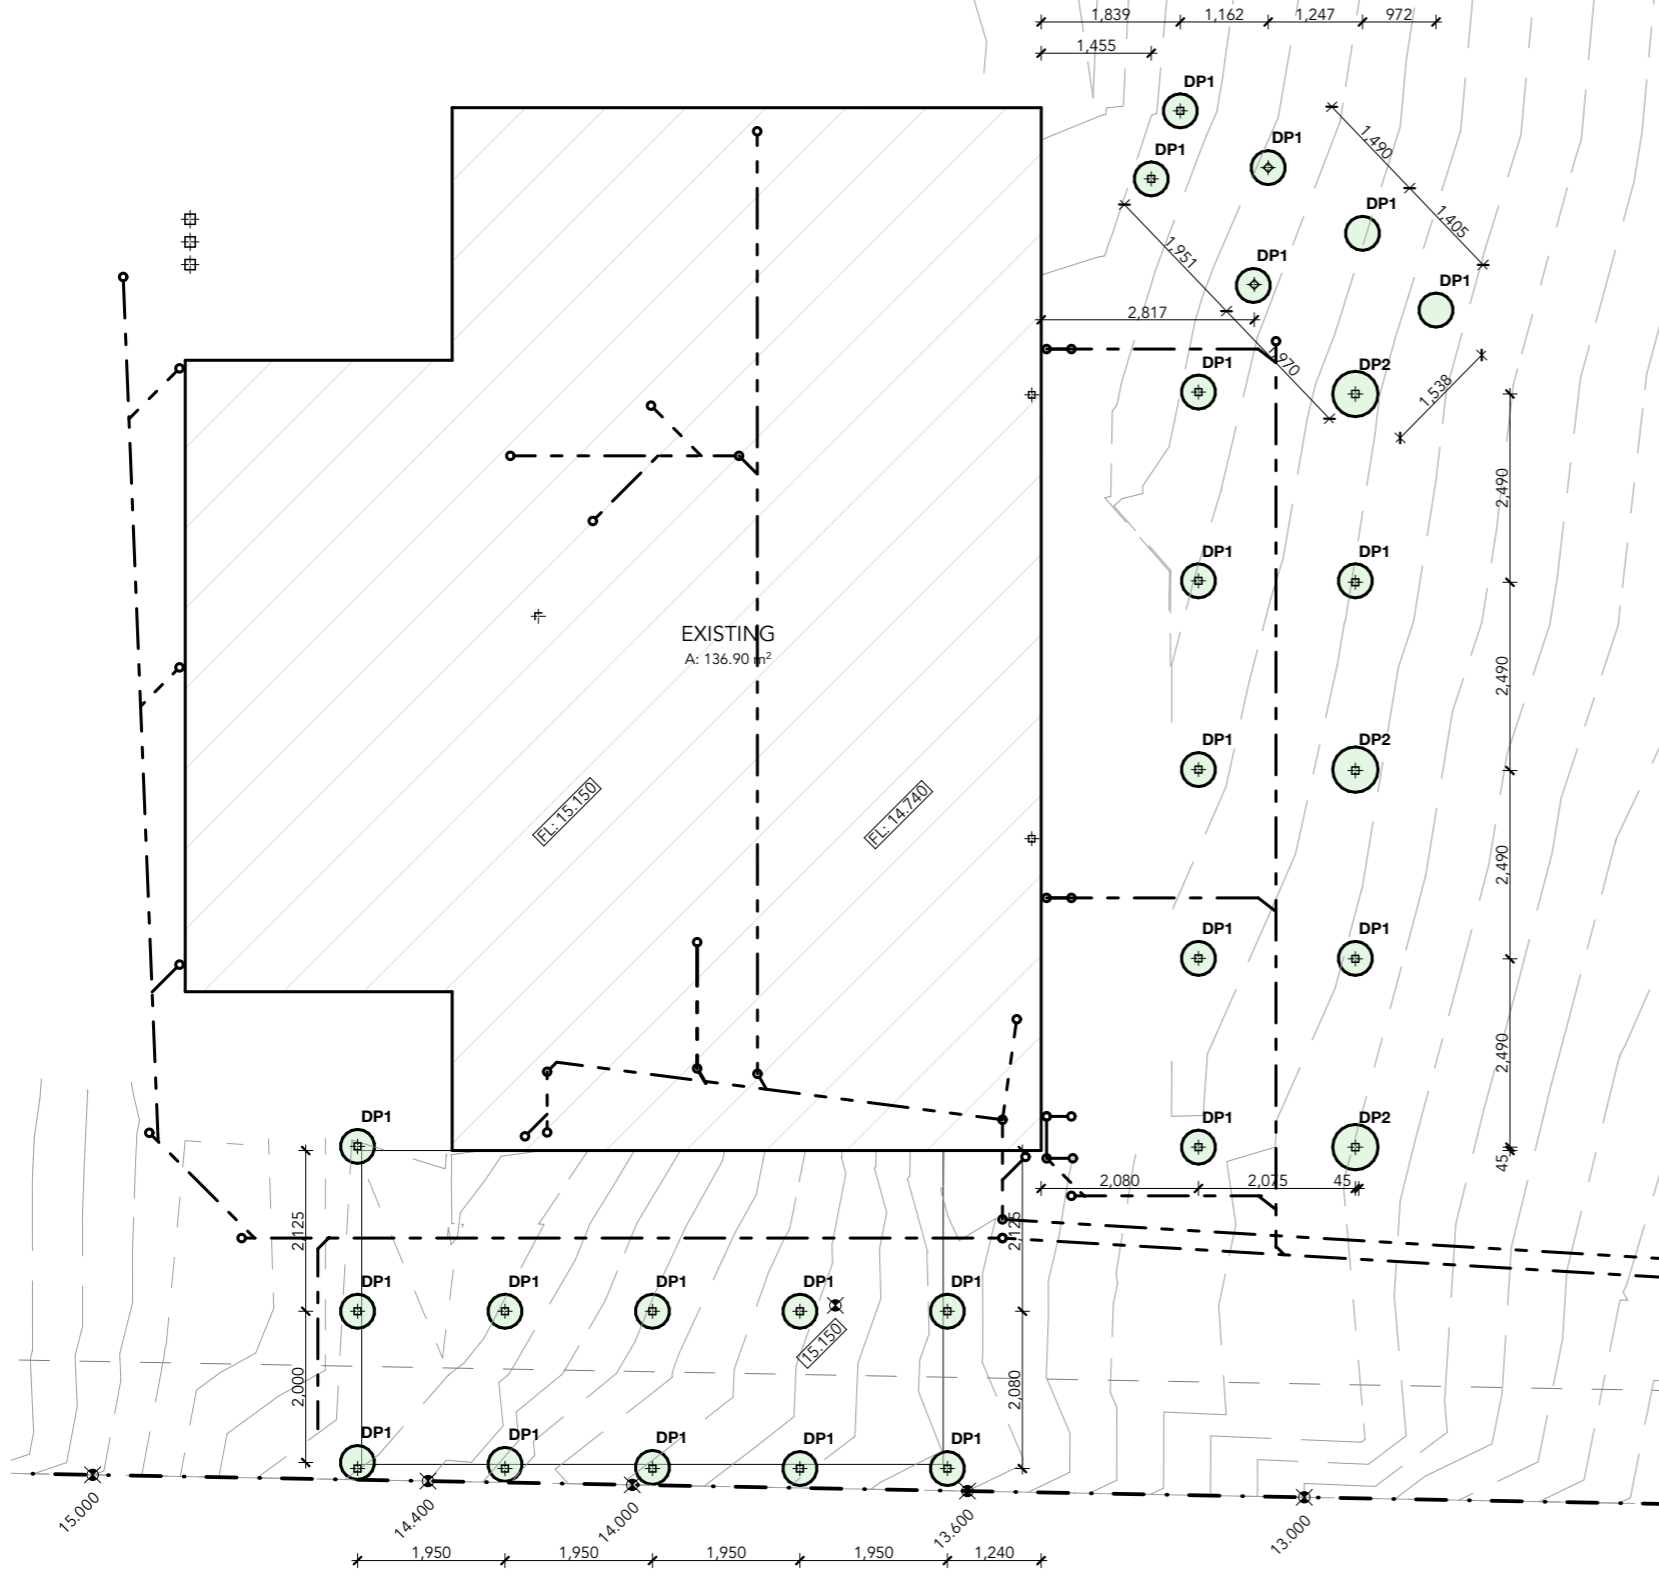 1,839
1,162
1,247
972
1,455
DP1
DP1
DP1
1,490
DP1
1,405
1,951
DP1
DP1
2,817
1,970
DP1
DP2
1,538
2,490
DP1
DP1
EXISTING
A: 136.90 m²
2,490
DP1
DP2
FL: 15.150
FL: 14.740
2,490
DP1
DP1
2,490
DP1
DP1
DP2
45
2,080
2,075
45
2,125
2,125
DP1
DP1
DP1
DP1
DP1
15.150
2,000
2,080
DP1
DP1
DP1
DP1
DP1
15.000
14.400
14.000
13.600
13.000
1,950
1,950
1,950
1,950
1,240